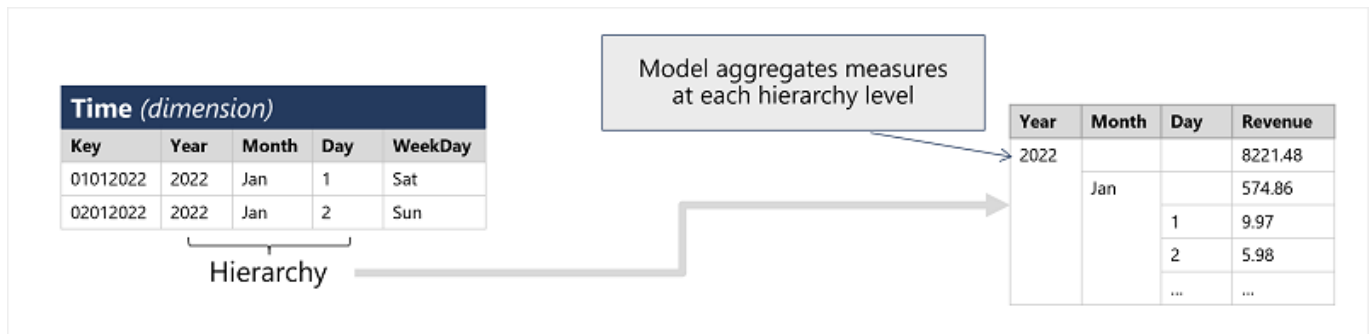 Model aggregates measures
at each hierarchy level
Time (dimension)
Key Year Month Day WeekDay
01012022 2022 Jan 1 Sat
02012022 2022 Jan 2 Sun
Hierarchy
Year Month Day Revenue
2022 8221.48
Jan 574.86
1 9.97
2 5.98
... ...